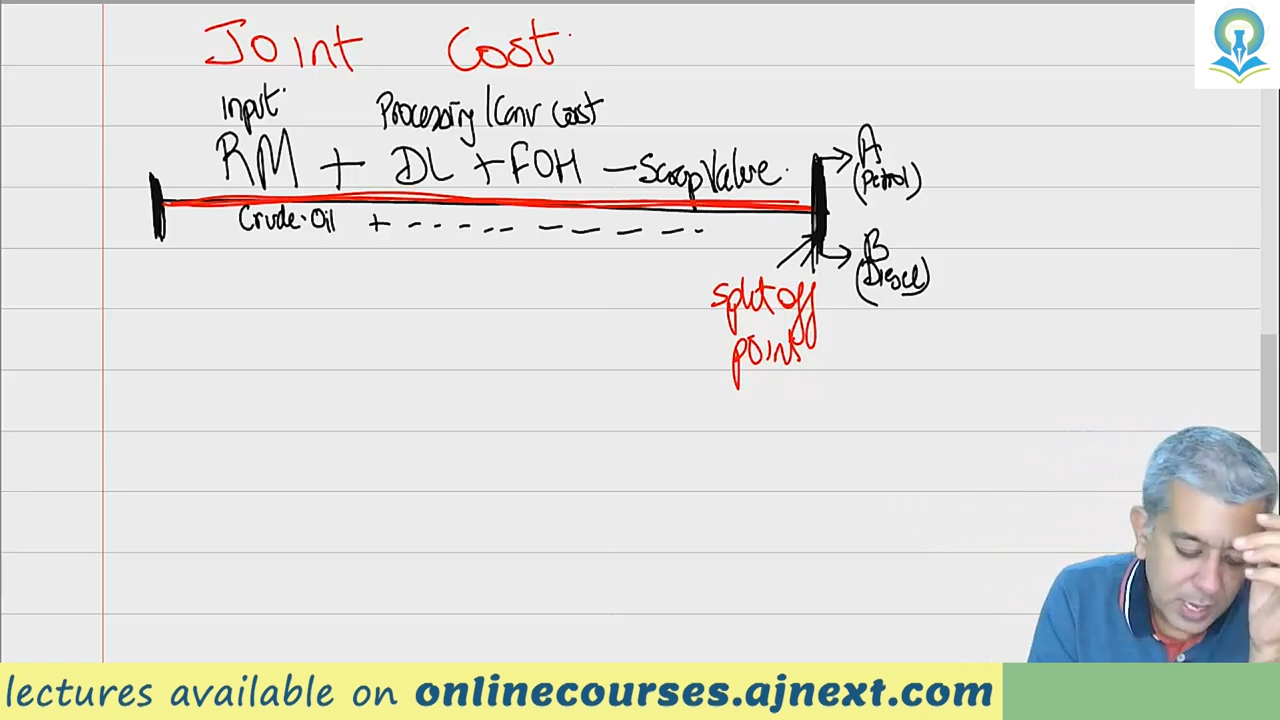 Joint Cost
Input Processing/Conv Cost
RM + DL + FOH - Scrap Value
Crude Oil + - - - - - - - - -
A
(Petrol)
B
(Diesel)
Split off
point
lectures available on onlinecourses.ajnext.com